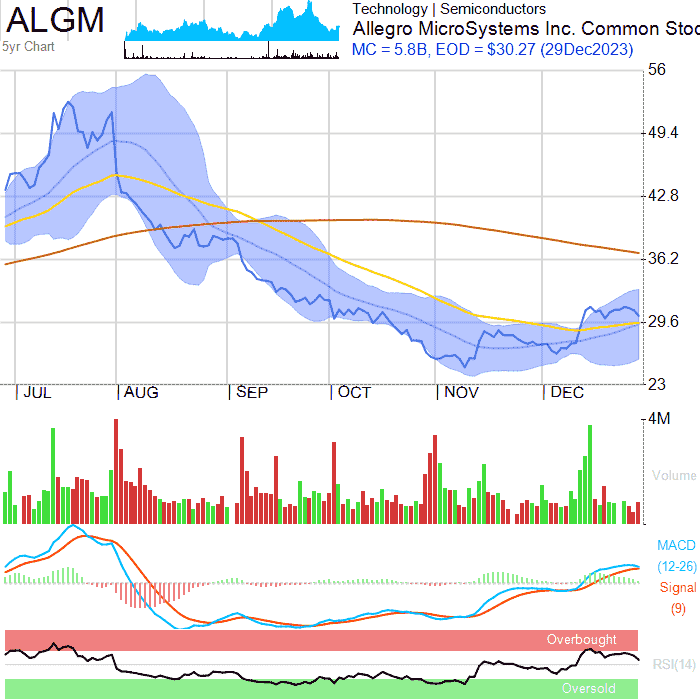 ALGM
5yr Chart
Technology | Semiconductors
Allegro MicroSystems Inc. Common Stoc
MC = 5.8B, EOD = $30.27 (29Dec2023)
56
49.4
42.8
36.2
29.6
23
JUL AUG SEP OCT NOV DEC
4M
Volume
MACD
(12-26)
Signal
(9)
Overbought
RSI(14)
Oversold